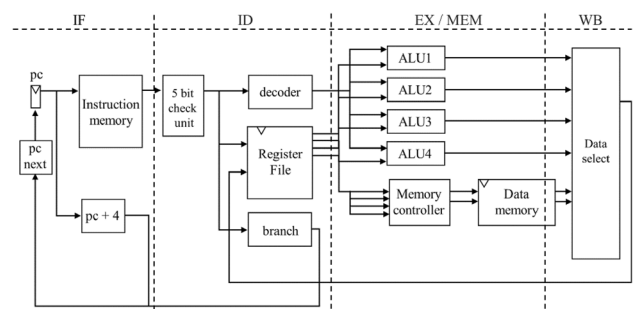 IF
ID
EX / MEM
WB
pc
Instruction
memory
pc
next
pc + 4
5 bit
check
unit
decoder
Register
File
branch
ALU1
ALU2
ALU3
ALU4
Memory
controller
Data
memory
Data
select